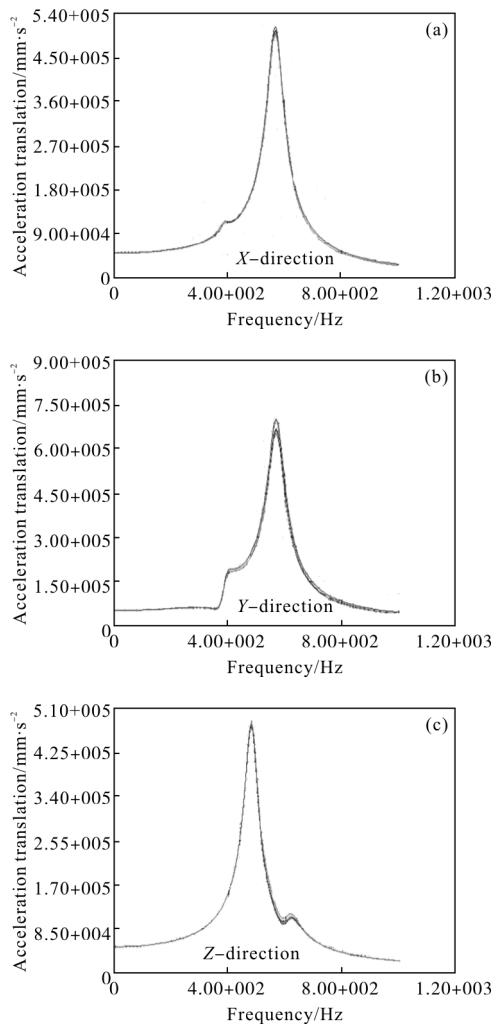 (a)
Acceleration translation/mm·s⁻²
5.40+005
4.50+005
3.60+005
2.70+005
1.80+005
9.00+004
0
X-direction
0 4.00+002 8.00+002 1.20+003
Frequency/Hz
(b)
Acceleration translation/mm·s⁻²
9.00+005
7.50+005
6.00+005
4.50+005
3.00+005
1.50+005
0
Y-direction
0 4.00+002 8.00+002 1.20+003
Frequency/Hz
(c)
Acceleration translation/mm·s⁻²
5.10+005
4.25+005
3.40+005
2.55+005
1.70+005
8.50+004
0
Z-direction
0 4.00+002 8.00+002 1.20+003
Frequency/Hz